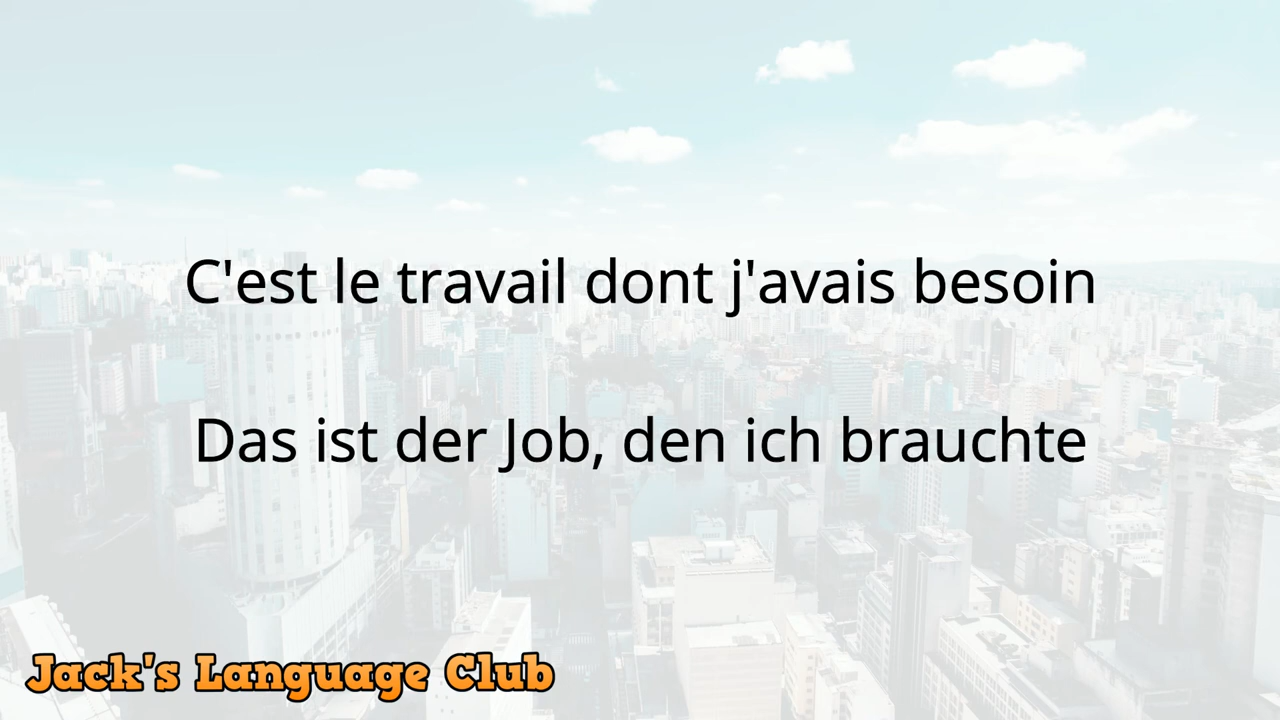 C'est le travail dont j'avais besoin
Das ist der Job, den ich brauchte
Jack's Language Club